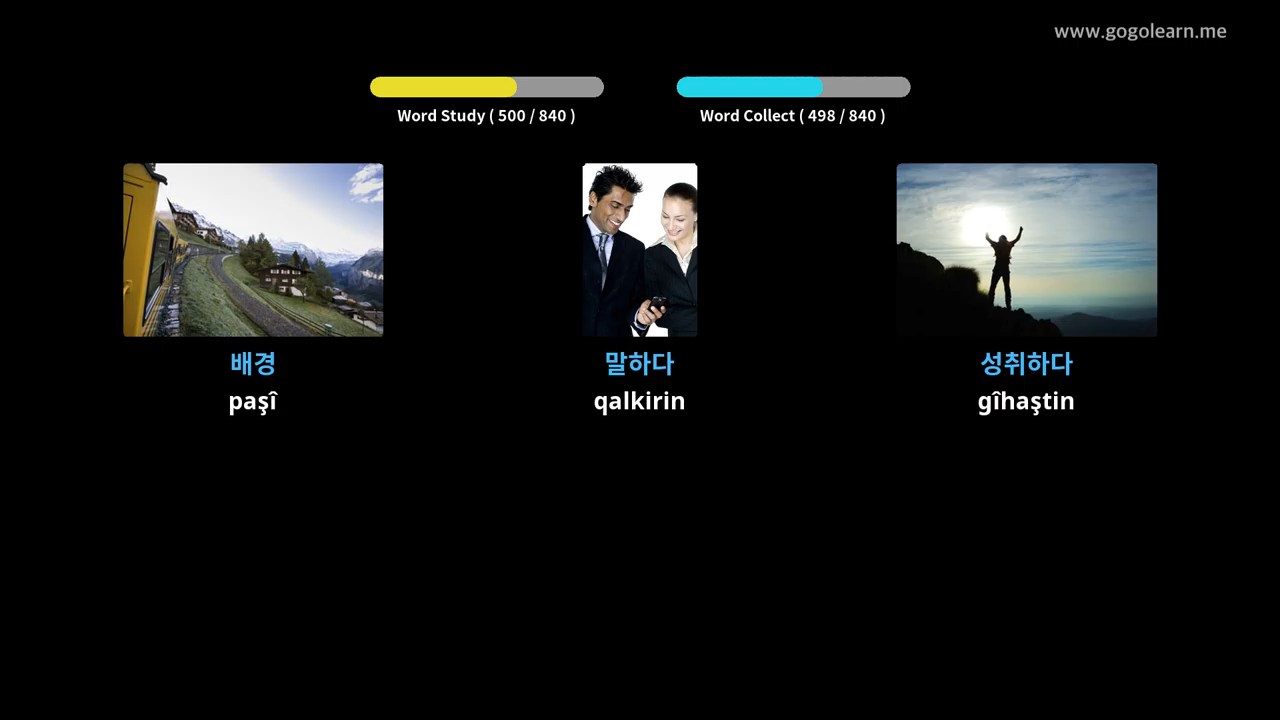 www.gogolearn.me
Word Study ( 500 / 840 )
Word Collect ( 498 / 840 )
배경
paşî
말하다
qalkirin
성취하다
gîhaştin